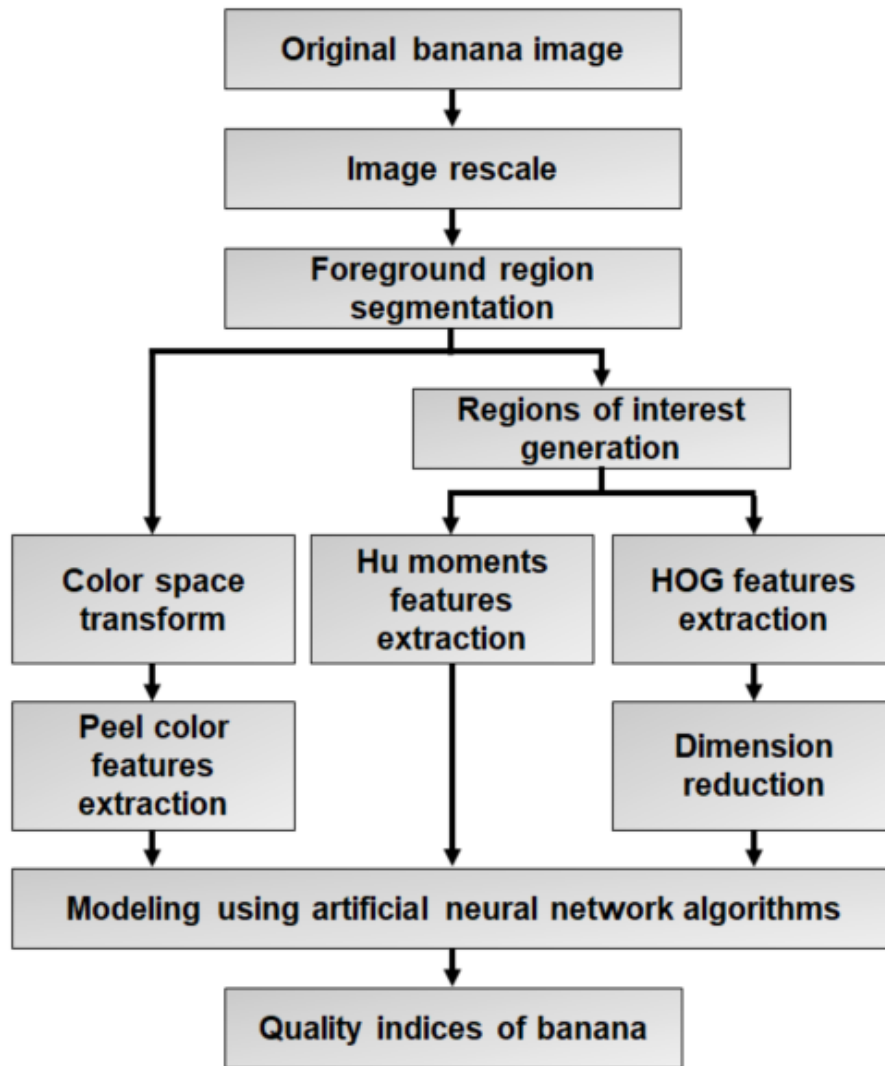 Original banana image
Image rescale
Foreground region
segmentation
Regions of interest
generation
Color space
transform
Hu moments
features
extraction
HOG features
extraction
Peel color
features
extraction
Dimension
reduction
Modeling using artificial neural network algorithms
Quality indices of banana